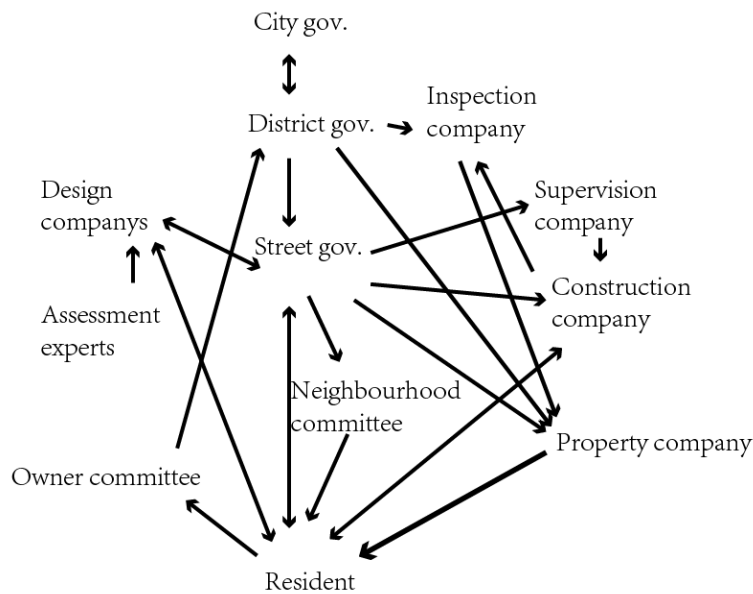 City gov.
District gov.
Inspection
company
Design
companys
Supervision
company
Street gov.
Assessment
experts
Construction
company
Neighbourhood
committee
Property company
Owner committee
Resident